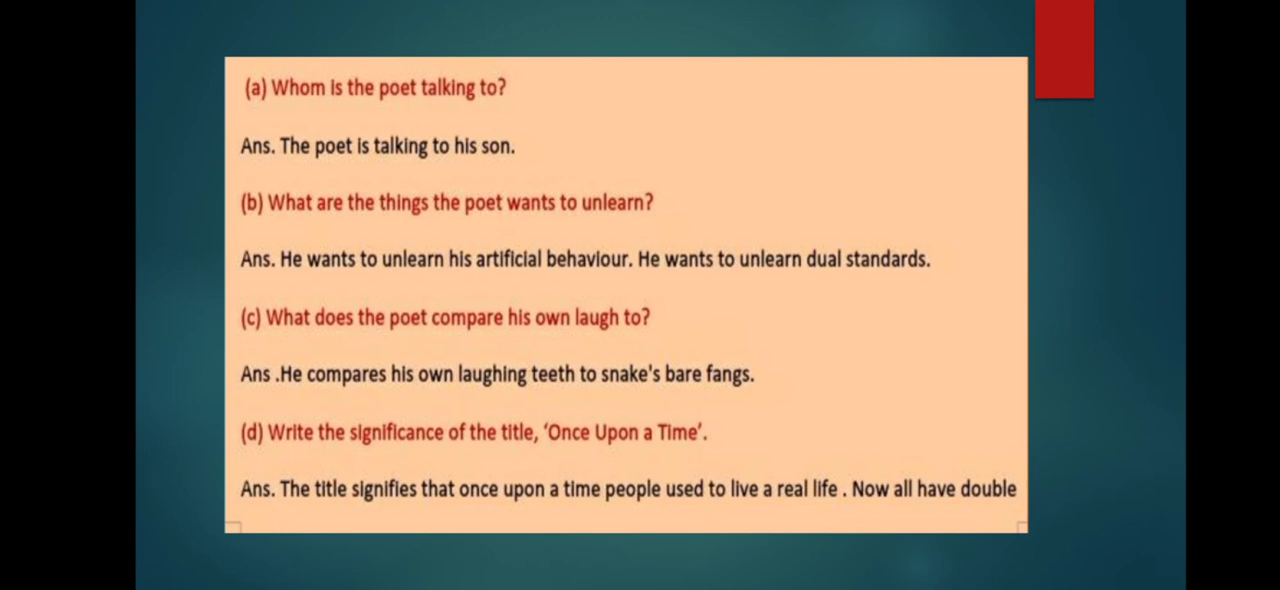 (a) Whom is the poet talking to?
Ans. The poet is talking to his son.
(b) What are the things the poet wants to unlearn?
Ans. He wants to unlearn his artificial behaviour. He wants to unlearn dual standards.
(c) What does the poet compare his own laugh to?
Ans .He compares his own laughing teeth to snake's bare fangs.
(d) Write the significance of the title, ‘Once Upon a Time’.
Ans. The title signifies that once upon a time people used to live a real life . Now all have double